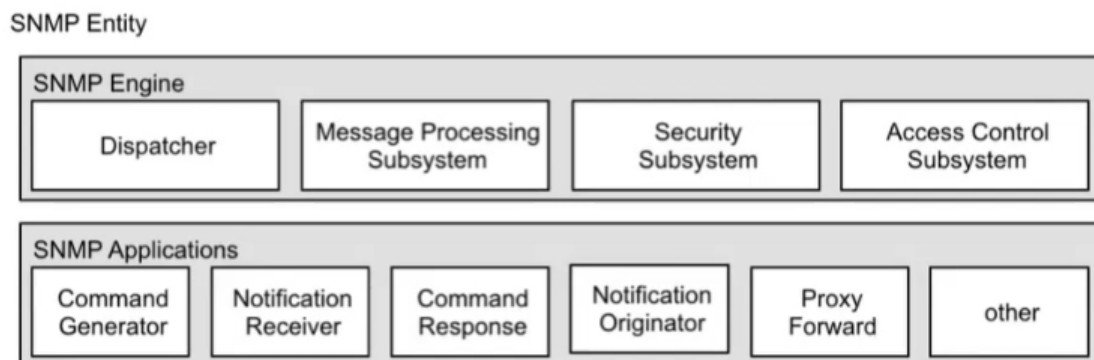 SNMP Entity
SNMP Engine
Dispatcher
Message Processing
Subsystem
Security
Subsystem
Access Control
Subsystem
SNMP Applications
Command
Generator
Notification
Receiver
Command
Response
Notification
Originator
Proxy
Forward
other